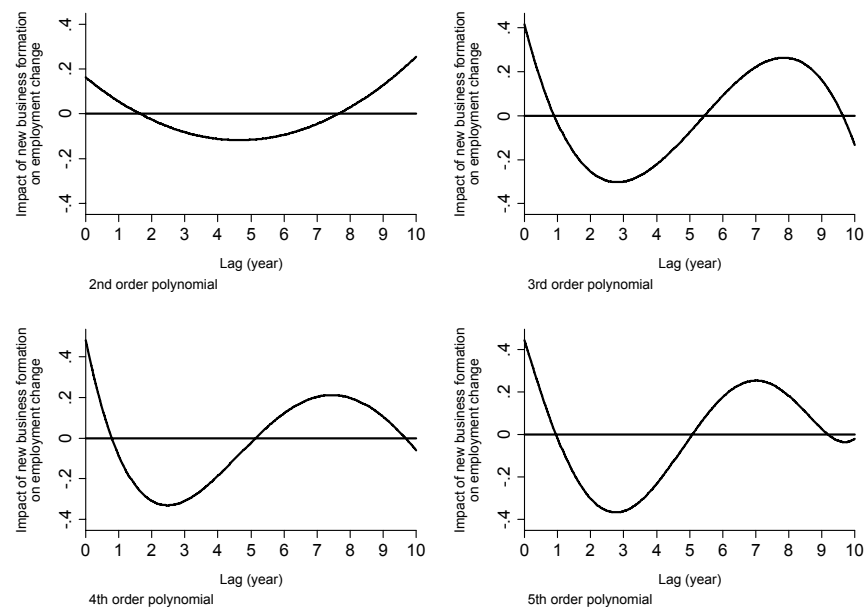 Impact of new business formation
on employment change
.4
.2
0
-.2
-.4
0 1 2 3 4 5 6 7 8 9 10
Lag (year)
2nd order polynomial
Impact of new business formation
on employment change
.4
.2
0
-.2
-.4
0 1 2 3 4 5 6 7 8 9 10
Lag (year)
3rd order polynomial
Impact of new business formation
on employment change
.4
.2
0
-.2
-.4
0 1 2 3 4 5 6 7 8 9 10
Lag (year)
4th order polynomial
Impact of new business formation
on employment change
.4
.2
0
-.2
-.4
0 1 2 3 4 5 6 7 8 9 10
Lag (year)
5th order polynomial